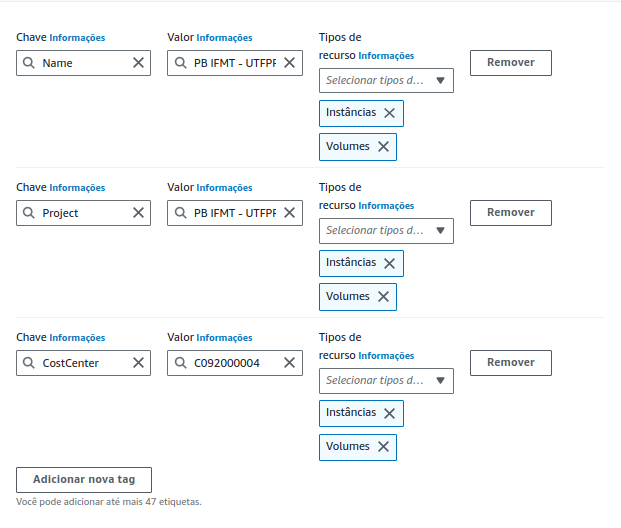 Chave Informações Valor Informações Tipos de
recurso Informações
Name PB IFMT - UTFPR Remover
Selecionar tipos d...
Instâncias
Volumes
Chave Informações Valor Informações Tipos de
recurso Informações
Project PB IFMT - UTFPR Remover
Selecionar tipos d...
Instâncias
Volumes
Chave Informações Valor Informações Tipos de
recurso Informações
CostCenter C092000004 Remover
Selecionar tipos d...
Instâncias
Volumes
Adicionar nova tag
Você pode adicionar até mais 47 etiquetas.